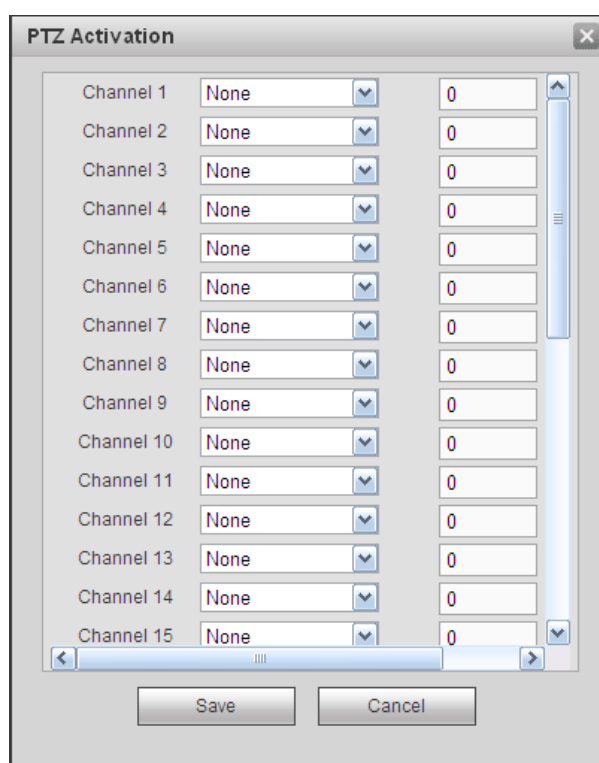 PTZ Activation
Channel 1 None 0
Channel 2 None 0
Channel 3 None 0
Channel 4 None 0
Channel 5 None 0
Channel 6 None 0
Channel 7 None 0
Channel 8 None 0
Channel 9 None 0
Channel 10 None 0
Channel 11 None 0
Channel 12 None 0
Channel 13 None 0
Channel 14 None 0
Channel 15 None 0
Save Cancel